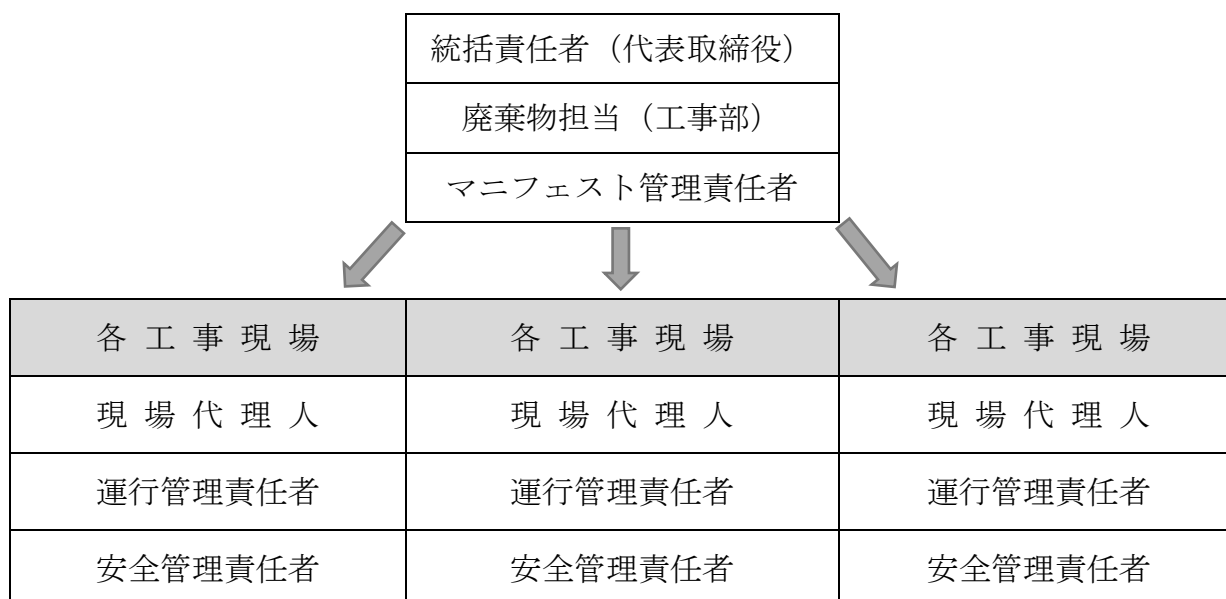 統括責任者（代表取締役）
廃棄物担当（工事部）
マニフェスト管理責任者
各工事現場 各工事現場 各工事現場
現場代理人 現場代理人 現場代理人
運行管理責任者 運行管理責任者 運行管理責任者
安全管理責任者 安全管理責任者 安全管理責任者